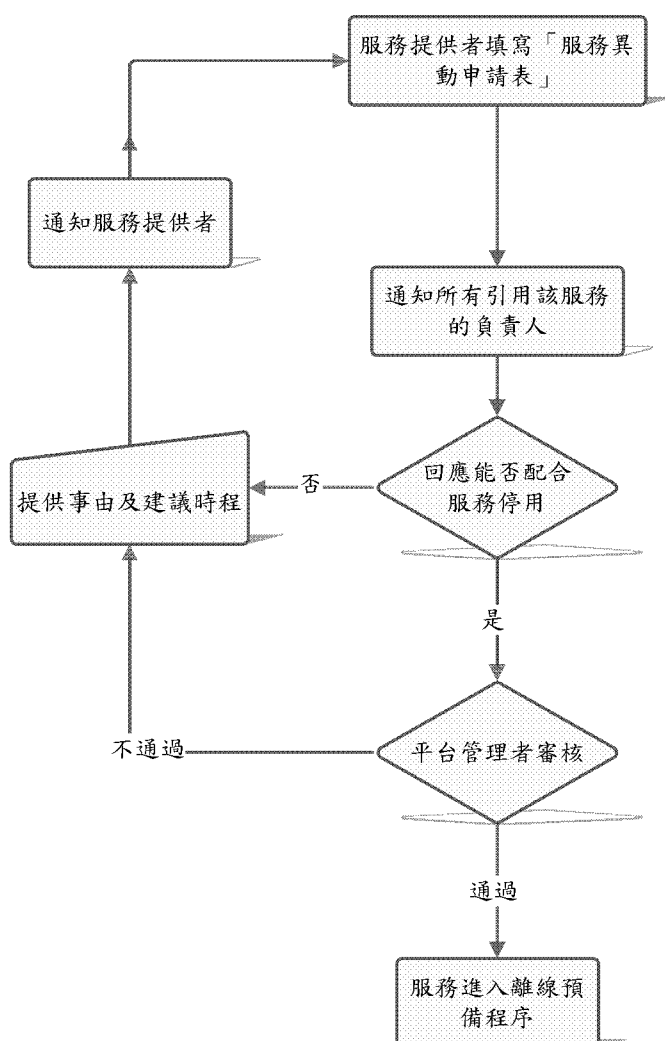 服務提供者填寫「服務異
動申請表」
通知服務提供者
通知所有引用該服務
的負責人
回應能否配合
服務停用
否
提供事由及建議時程
是
平台管理者審核
不通過
通過
服務進入離線預
備程序